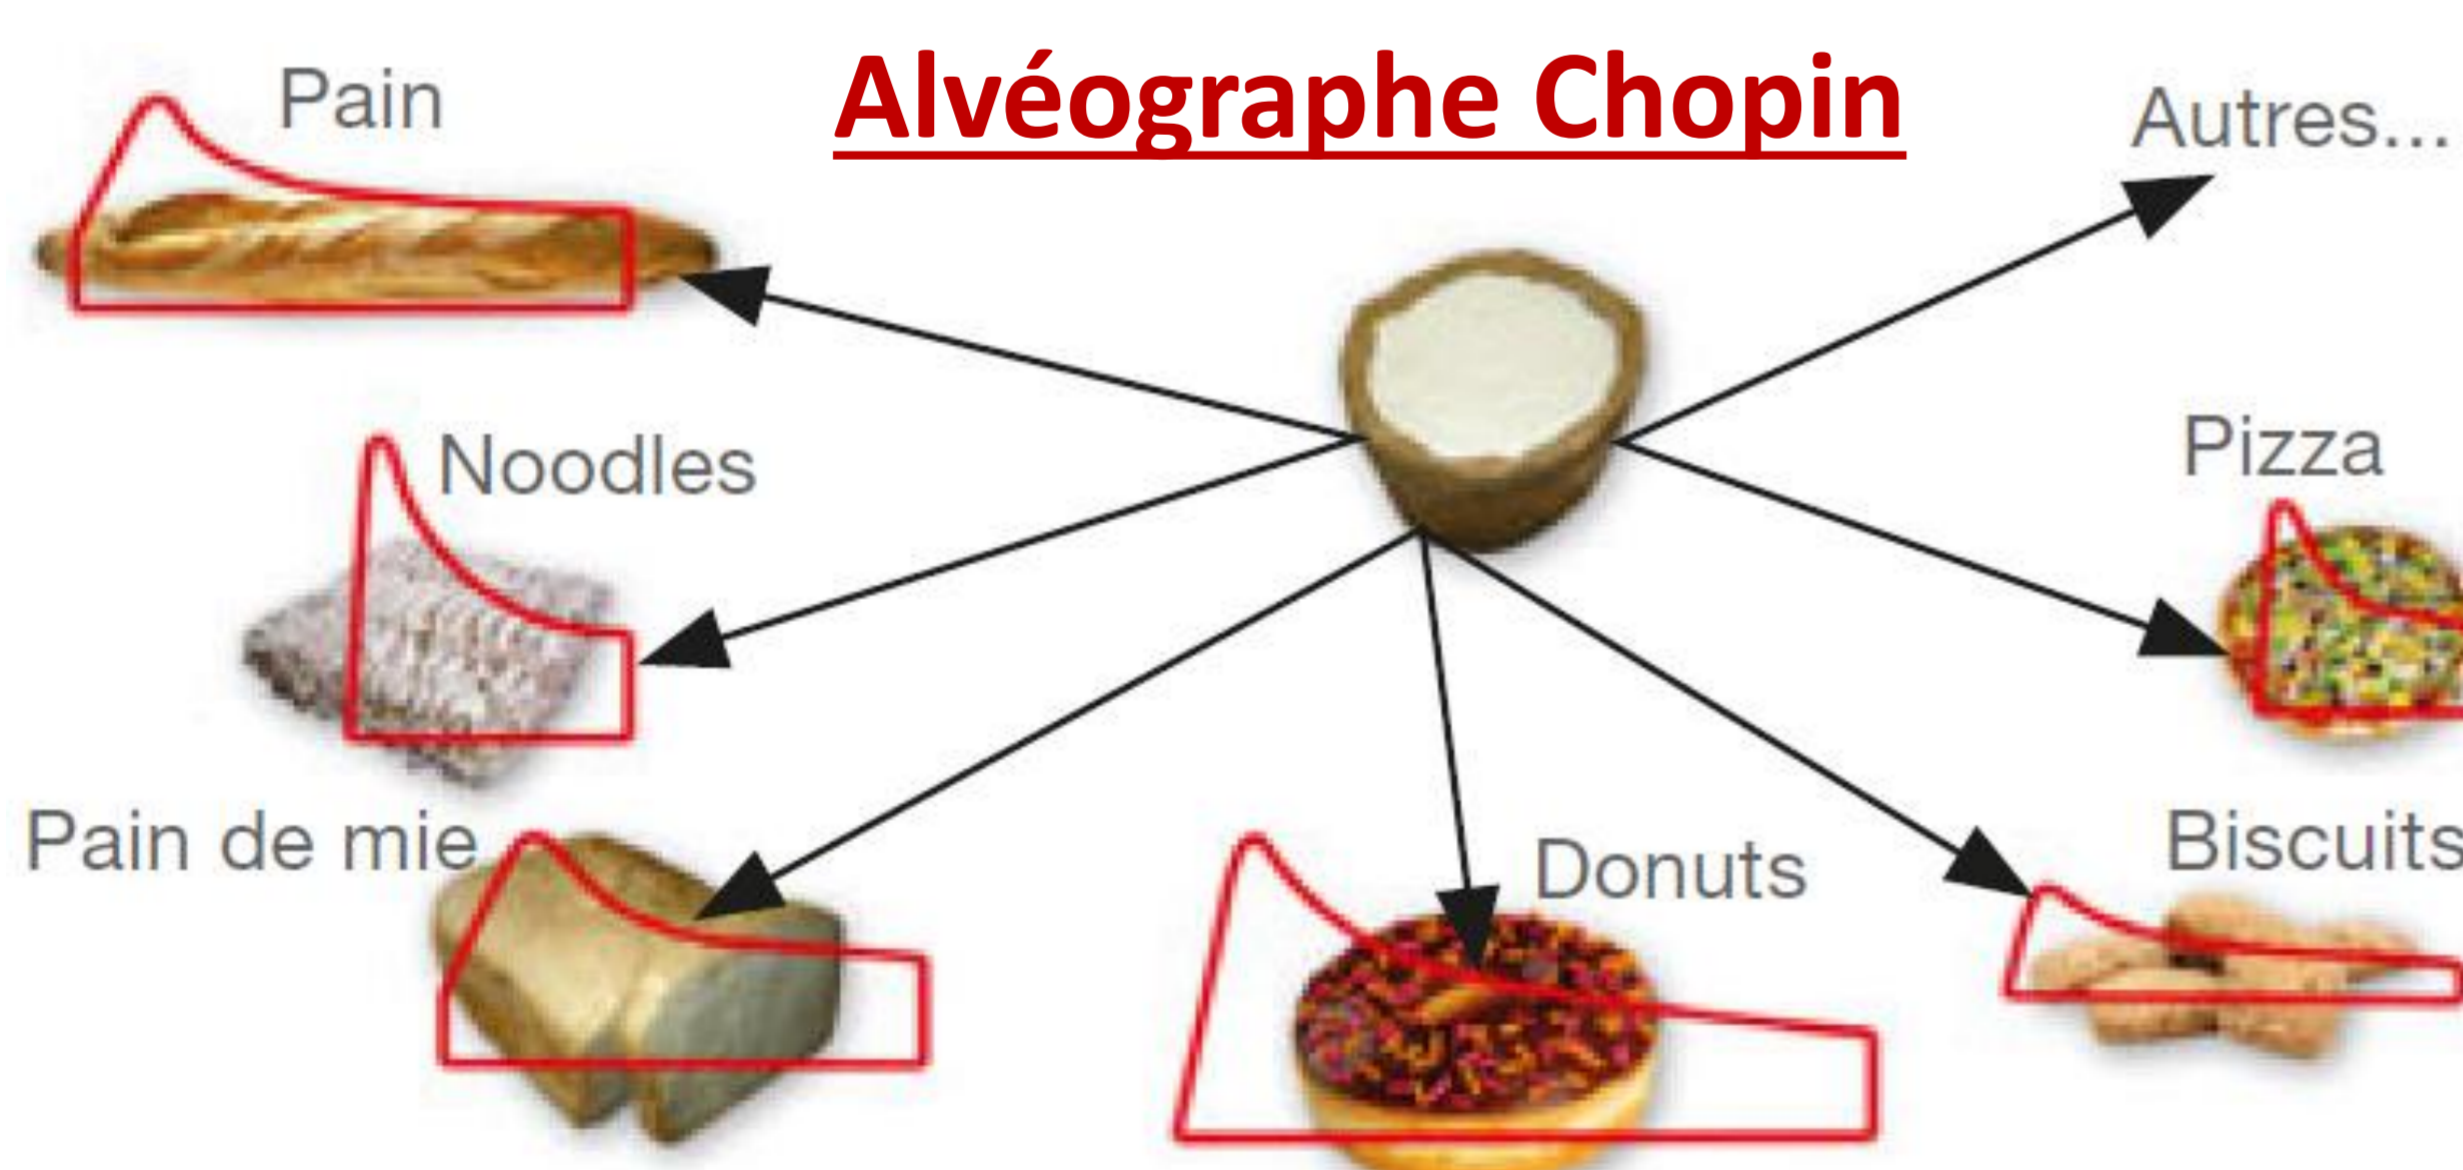 Alvéographe Chopin
Pain
Autres...
Noodles
Pizza
Pain de mie
Donuts
Biscuits